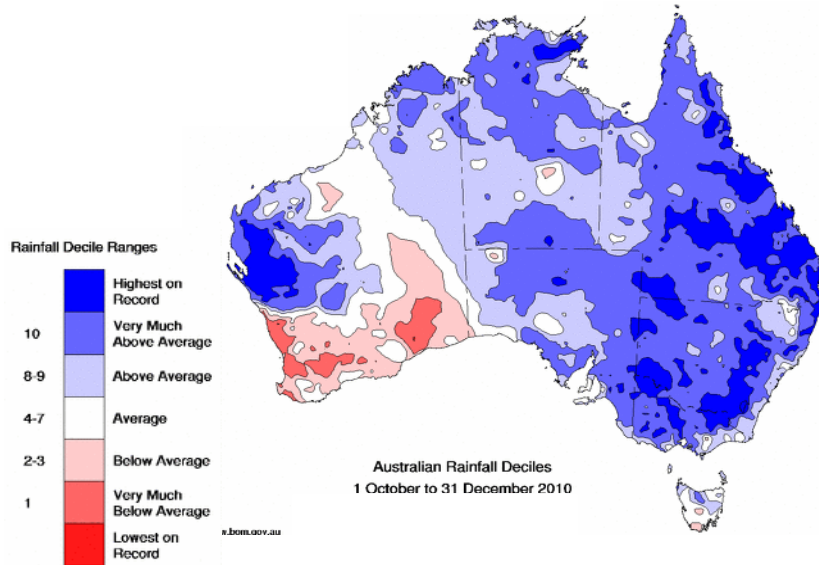 Rainfall Decile Ranges
Highest on
Record
10
Very Much
Above Average
8-9
Above Average
4-7
Average
2-3
Below Average
1
Very Much
Below Average
Lowest on
Record
Australian Rainfall Deciles
1 October to 31 December 2010
w.bom.gov.au